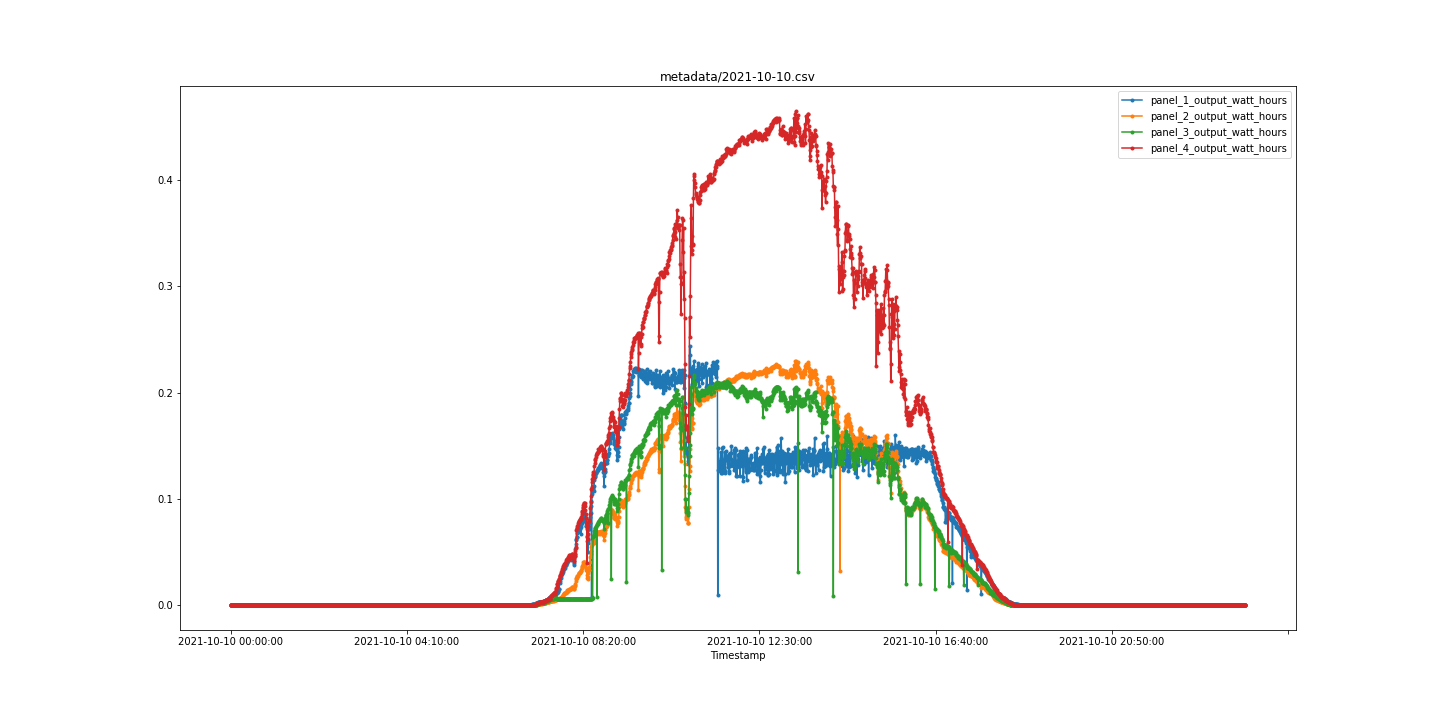 metadata/2021-10-10.csv
panel_1_output_watt_hours
panel_2_output_watt_hours
panel_3_output_watt_hours
panel_4_output_watt_hours
0.4
0.3
0.2
0.1
0.0
2021-10-10 00:00:00 2021-10-10 04:10:00 2021-10-10 08:20:00 2021-10-10 12:30:00 2021-10-10 16:40:00 2021-10-10 20:50:00
Timestamp